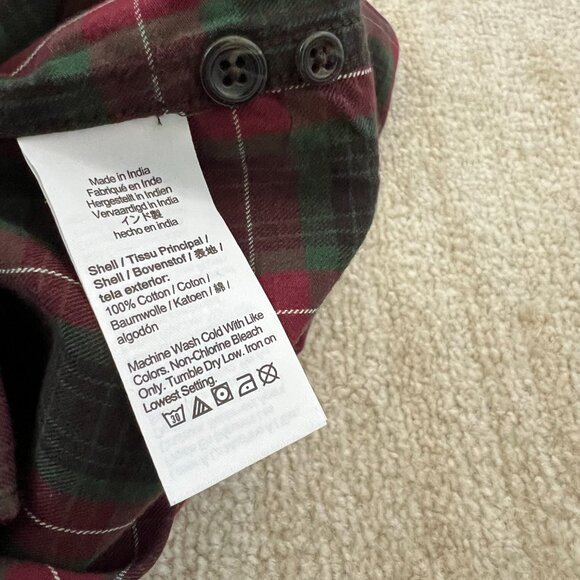 Made in India
Fabriqué en Inde
Hergestellt in Indien
Vervaardigd in India
インド製
hecho en india
Shell / Tissu Principal /
Shell / Bovenstof / 表地 /
tela exterior:
100% Cotton / Coton /
Baumwolle / Katoen / 綿 /
algodón
Machine Wash Cold With Like
Colors. Non-Chlorine Bleach
Only. Tumble Dry Low. Iron on
Lowest Setting.
30